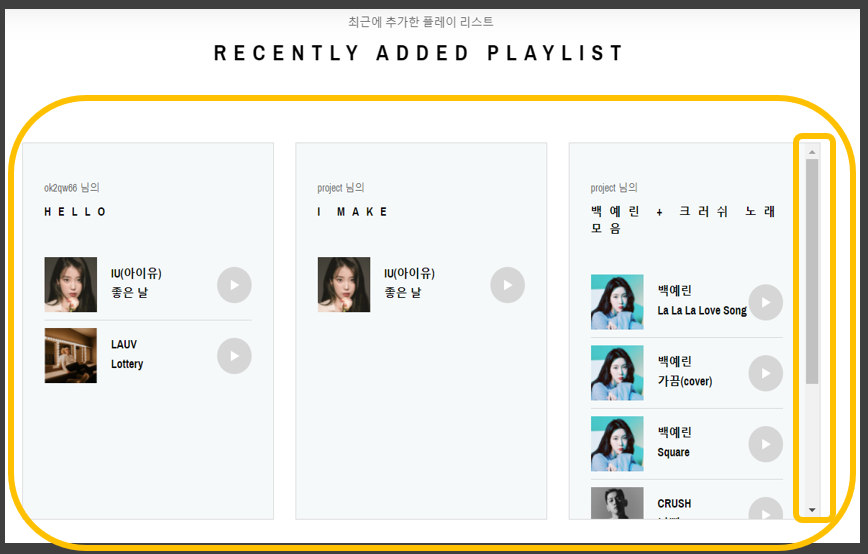 최근에 추가한 플레이 리스트
RECENTLY ADDED PLAYLIST
ok2qw66 님의
HELLO
IU(아이유)
좋은 날
LAUV
Lottery
project 님의
I MAKE
IU(아이유)
좋은 날
project 님의
백예린 + 크러쉬 노래
모음
백예린
La La La Love Song
백예린
가끔(cover)
백예린
Square
CRUSH